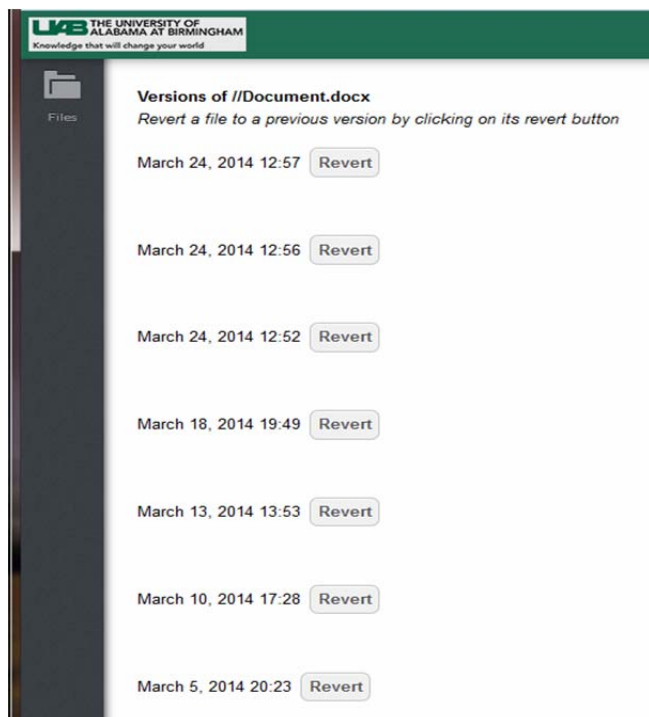 UAB THE UNIVERSITY OF
ALABAMA AT BIRMINGHAM
Knowledge that will change your world
Files
Versions of //Document.docx
Revert a file to a previous version by clicking on its revert button
March 24, 2014 12:57 Revert
March 24, 2014 12:56 Revert
March 24, 2014 12:52 Revert
March 18, 2014 19:49 Revert
March 13, 2014 13:53 Revert
March 10, 2014 17:28 Revert
March 5, 2014 20:23 Revert